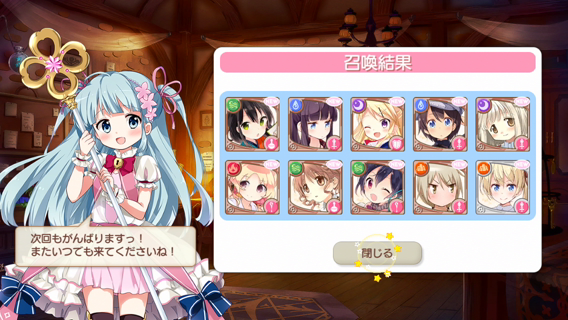 召喚結果
次回もがんばりますっ！
またいつでも来てくださいね！
閉じる